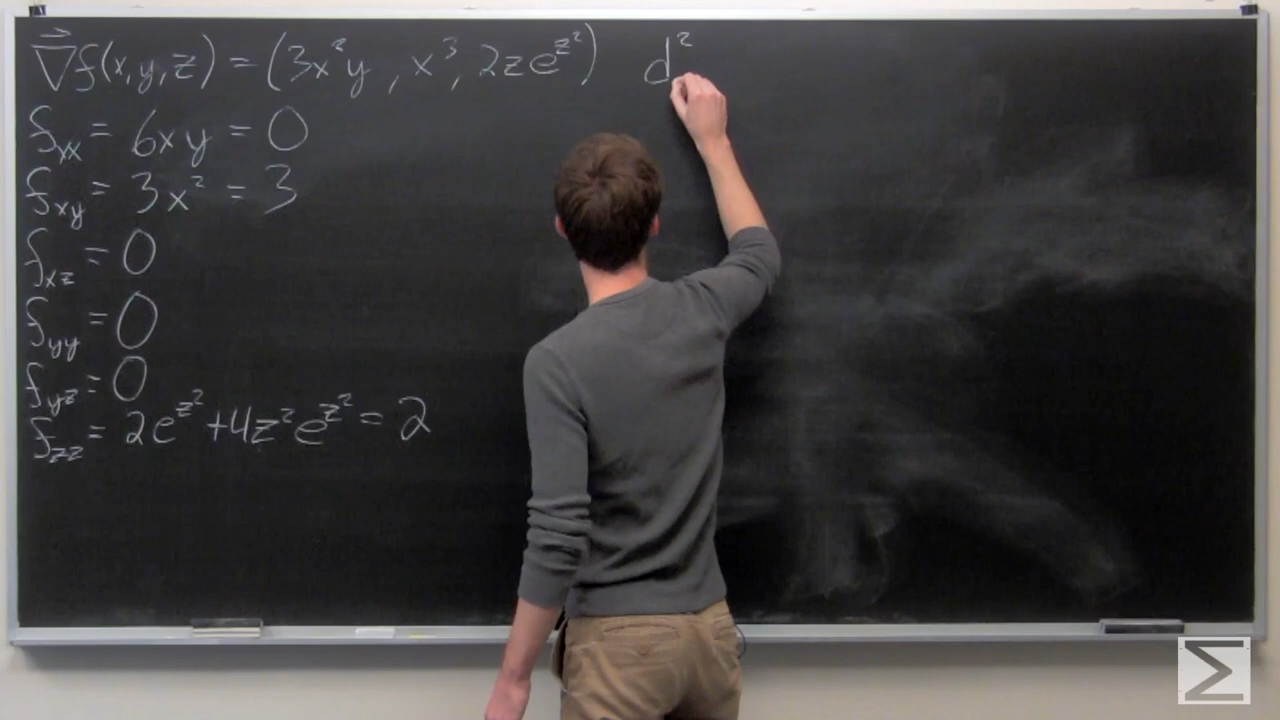 ∇⃗f(x,y,z) = (3x²y, x³, 2ze^{z²}) d²
f_xx = 6xy = 0
f_xy = 3x² = 3
f_xz = 0
f_yy = 0
f_yz = 0
f_zz = 2e^{z²} + 4z²e^{z²} = 2
Σ